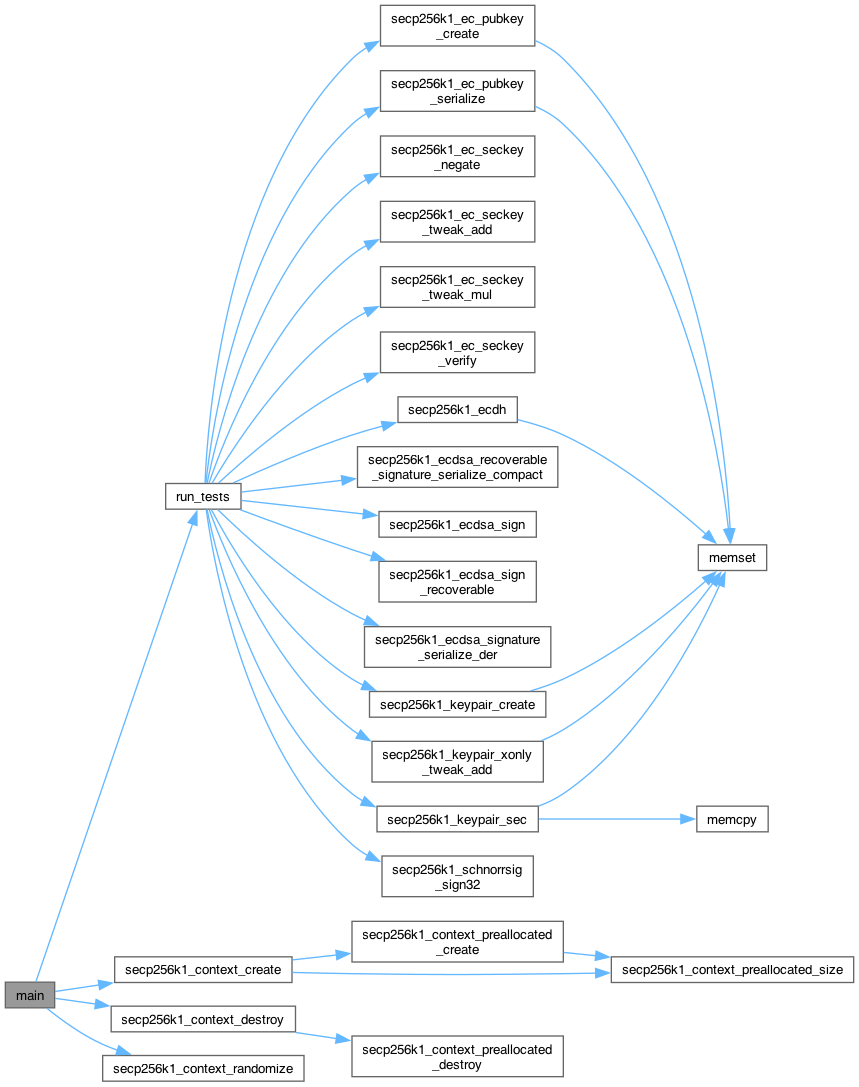 secp256k1_ec_pubkey
_create
secp256k1_ec_pubkey
_serialize
secp256k1_ec_seckey
_negate
secp256k1_ec_seckey
_tweak_add
secp256k1_ec_seckey
_tweak_mul
secp256k1_ec_seckey
_verify
secp256k1_ecdh
secp256k1_ecdsa_recoverable
_signature_serialize_compact
run_tests
secp256k1_ecdsa_sign
memset
secp256k1_ecdsa_sign
_recoverable
secp256k1_ecdsa_signature
_serialize_der
secp256k1_keypair_create
secp256k1_keypair_xonly
_tweak_add
secp256k1_keypair_sec
memcpy
secp256k1_schnorrsig
_sign32
secp256k1_context_preallocated
_create
secp256k1_context_create
secp256k1_context_preallocated_size
main
secp256k1_context_destroy
secp256k1_context_preallocated
_destroy
secp256k1_context_randomize